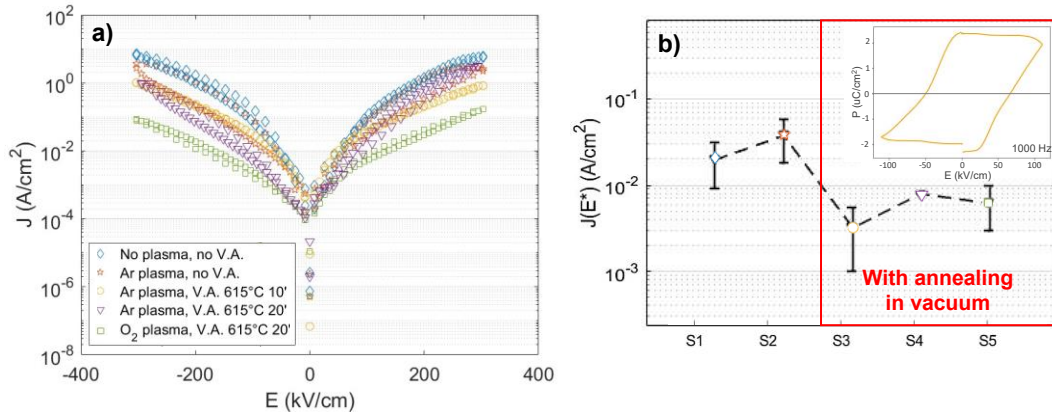 a)
10^2
10^0
10^-2
10^-4
10^-6
10^-8
J (A/cm^2)
No plasma, no V.A.
Ar plasma, no V.A.
Ar plasma, V.A. 615°C 10'
Ar plasma, V.A. 615°C 20'
O_2 plasma, V.A. 615°C 20'
-400 -200 0 200 400
E (kV/cm)
b)
10^-1
10^-2
10^-3
J(E*) (A/cm^2)
2
1
0
-1
-2
P (uC/cm^2)
1000 Hz
-100 -50 0 50 100
E (kV/cm)
With annealing
in vacuum
S1 S2 S3 S4 S5